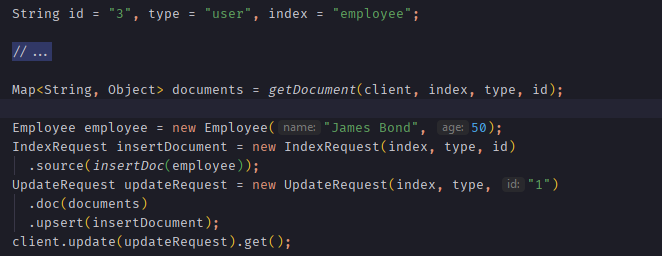 String id = "3", type = "user", index = "employee";
//...
Map<String, Object> documents = getDocument(client, index, type, id);
Employee employee = new Employee( name: "James Bond", age: 50);
IndexRequest insertDocument = new IndexRequest(index, type, id)
.source(insertDoc(employee));
UpdateRequest updateRequest = new UpdateRequest(index, type, id: "1")
.doc(documents)
.upsert(insertDocument);
client.update(updateRequest).get();